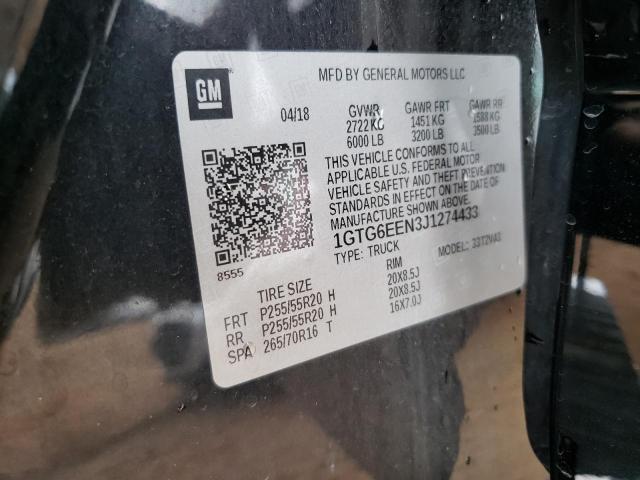 GM
MFD BY GENERAL MOTORS LLC
04/18 GVWR GAWR FRT GAWR RR
2722 KG 1451 KG 1588 KG
6000 LB 3200 LB 3500 LB
THIS VEHICLE CONFORMS TO ALL
APPLICABLE U.S. FEDERAL MOTOR
VEHICLE SAFETY AND THEFT PREVENTION
STANDARDS IN EFFECT ON THE DATE OF
MANUFACTURE SHOWN ABOVE.
1GTG6EEN3J1274433
8555 TYPE: TRUCK MODEL: 33T2V43
TIRE SIZE RIM
FRT P255/55R20 H 20X8.5J
RR P255/55R20 H 20X8.5J
SPA 265/70R16 T 16X7.0J